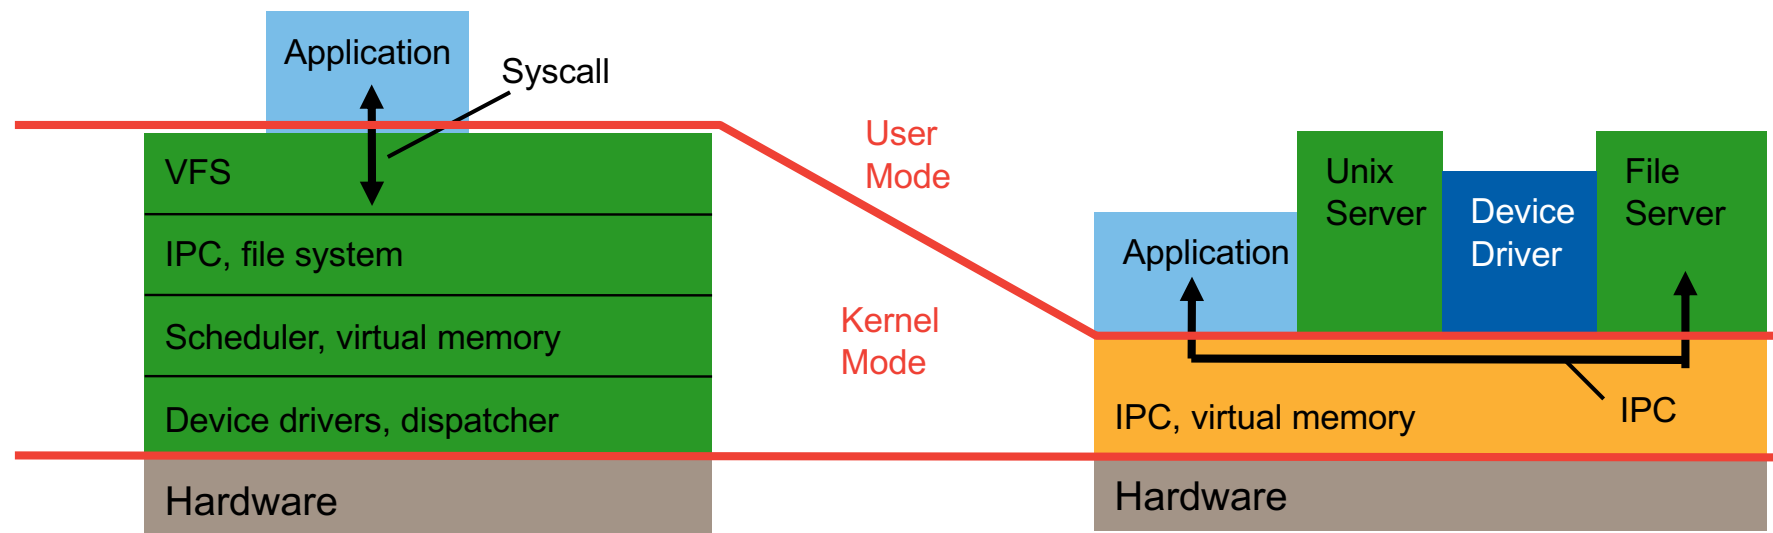 Application
Syscall
VFS
IPC, file system
Scheduler, virtual memory
Device drivers, dispatcher
Hardware
User
Mode
Kernel
Mode
Application
Unix
Server
Device
Driver
File
Server
IPC, virtual memory
IPC
Hardware